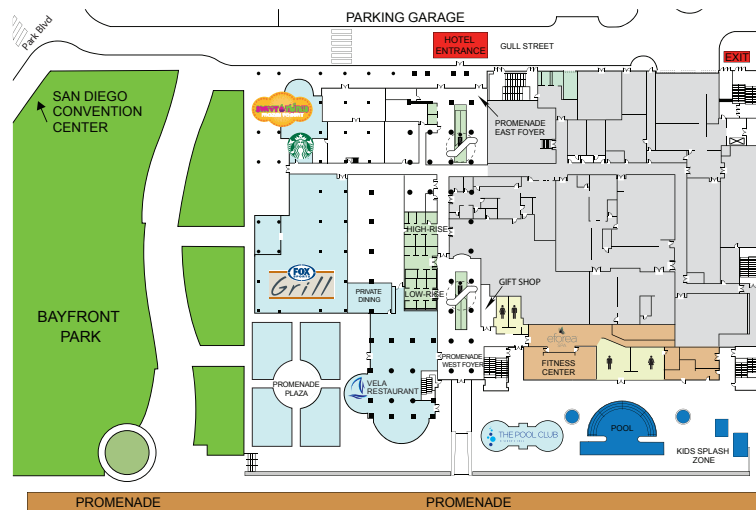 PARKING GARAGE
Park Blvd
HOTEL
ENTRANCE
GULL STREET
EXIT
SAN DIEGO
CONVENTION
CENTER
PROMENADE
EAST FOYER
HIGH-RISE
FOX
SPORTS
Grill
GIFT SHOP
PRIVATE
DINING
LOW-RISE
BAYFRONT
PARK
eforea
PROMENADE
WEST FOYER
FITNESS
CENTER
PROMENADE
PLAZA
VELA
RESTAURANT
THE POOL CLUB
POOL
KIDS SPLASH
ZONE
PROMENADE
PROMENADE